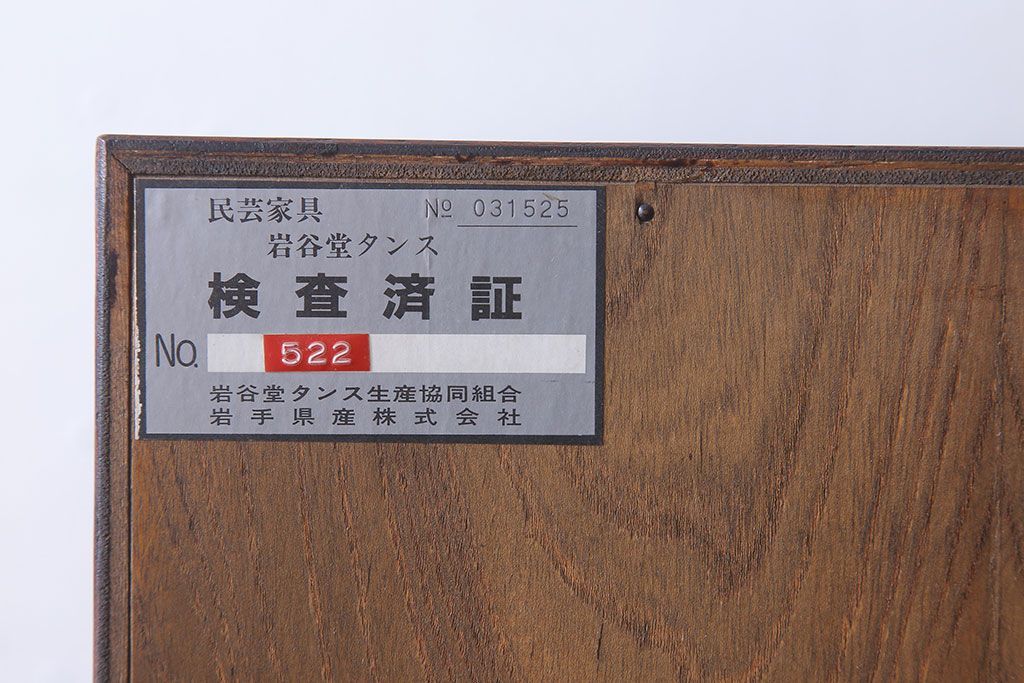 民芸家具 № 031525
岩谷堂タンス
検査済証
No. 522
岩谷堂タンス生産協同組合
岩手県産株式会社